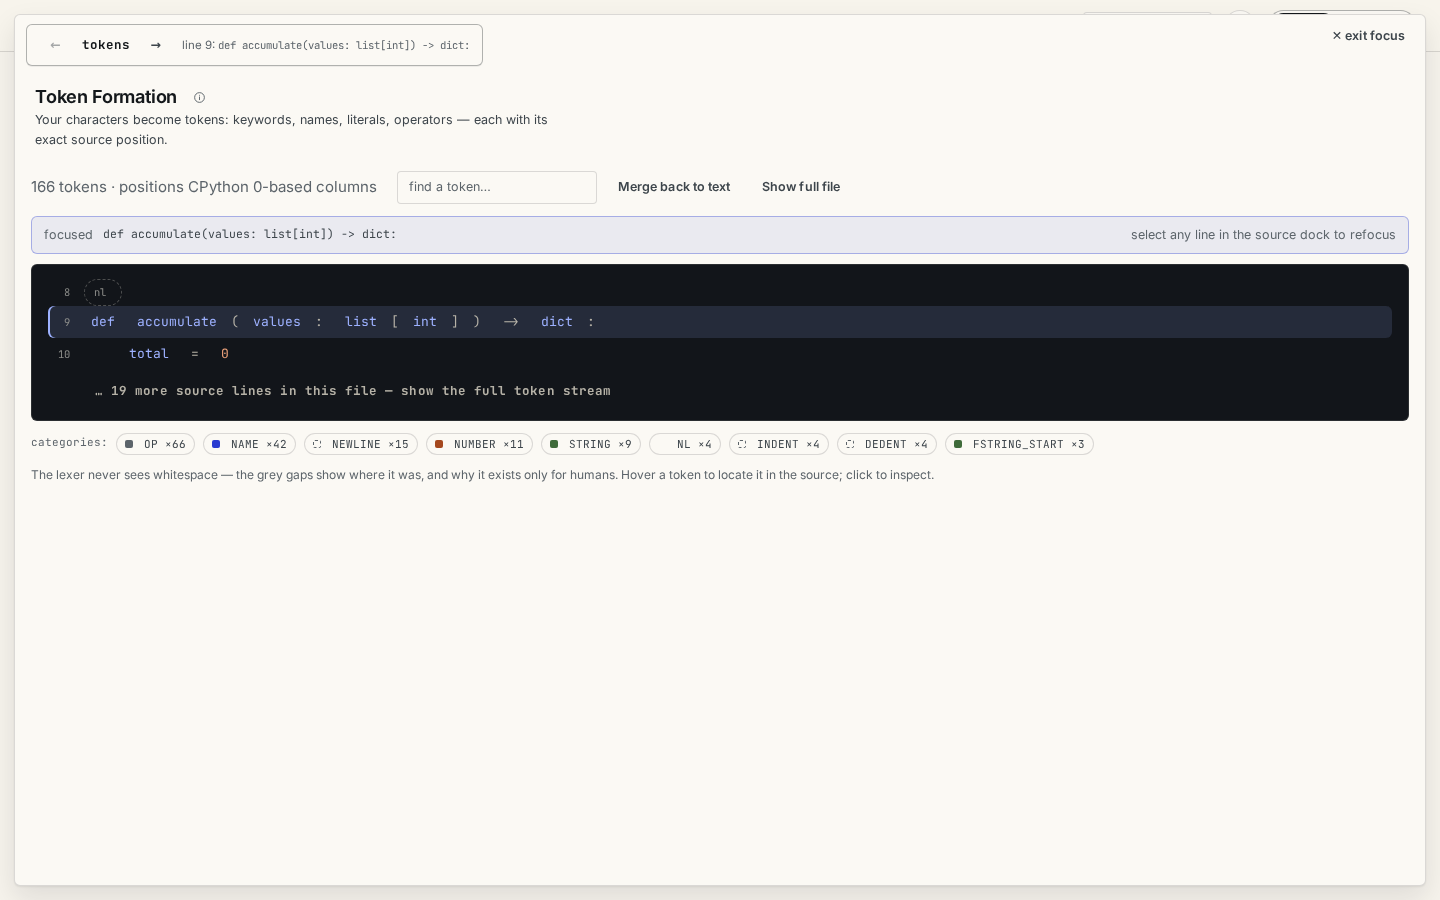 ← tokens → line 9: def accumulate(values: list[int]) -> dict:
✕ exit focus
Token Formation
Your characters become tokens: keywords, names, literals, operators — each with its
exact source position.
166 tokens · positions CPython 0-based columns
find a token...
Merge back to text
Show full file
focused def accumulate(values: list[int]) -> dict:
select any line in the source dock to refocus
8 nl
9 def accumulate ( values : list [ int ] ) -> dict :
10 total = 0
… 19 more source lines in this file — show the full token stream
categories: OP ×66 NAME ×42 NEWLINE ×15 NUMBER ×11 STRING ×9 NL ×4 INDENT ×4 DEDENT ×4 FSTRING_START ×3
The lexer never sees whitespace — the grey gaps show where it was, and why it exists only for humans. Hover a token to locate it in the source; click to inspect.